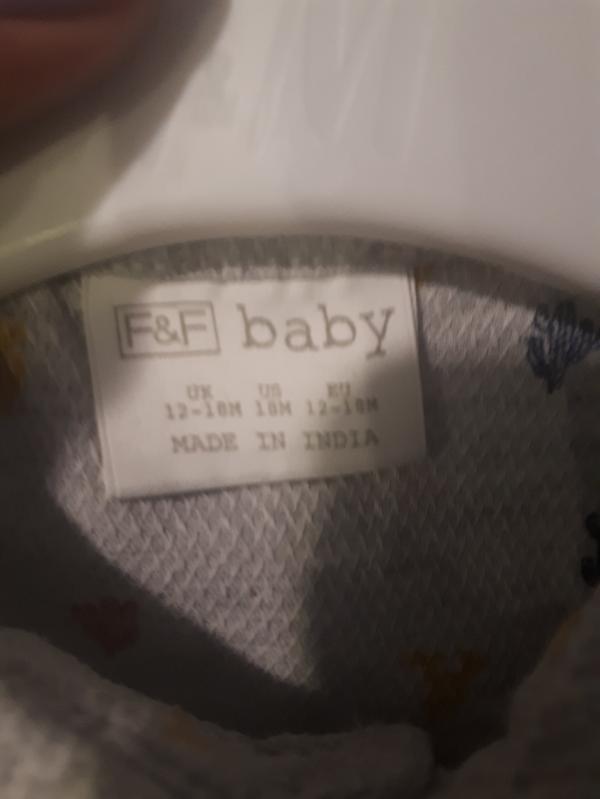 F&F baby
UK US EU
12-18M 18M 12-18M
MADE IN INDIA